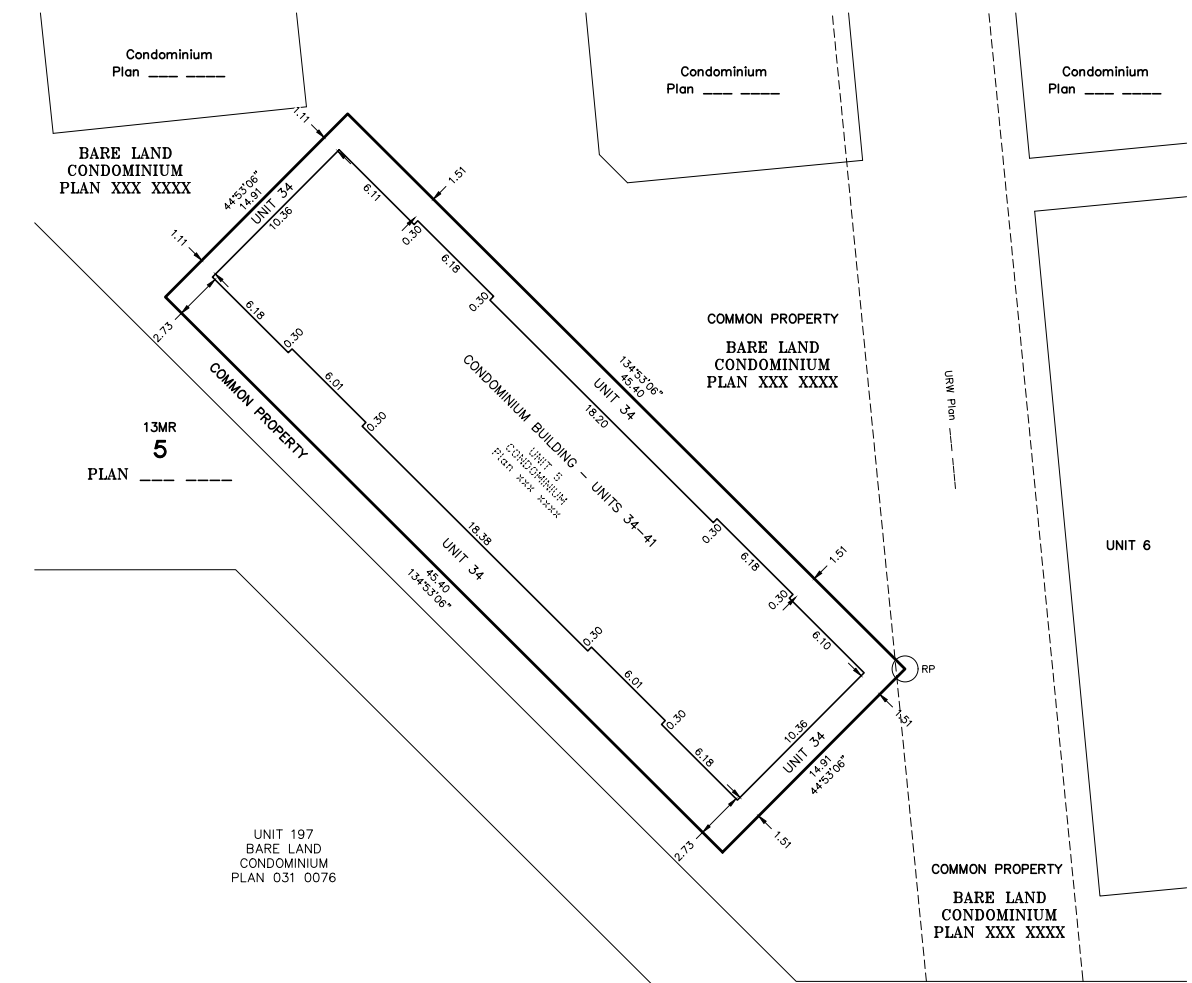 Condominium
Plan ___ ____
Condominium
Plan ___ ____
Condominium
Plan ___ ____
BARE LAND
CONDOMINIUM
PLAN XXX XXXX
1.11
1.51
44°53'06"
14.91
UNIT 34
10.36
6.11
0.30
1.11
6.18
0.30
2.73
6.18
0.30
6.01
0.30
COMMON PROPERTY
BARE LAND
CONDOMINIUM
PLAN XXX XXXX
134°53'06"
45.40
UNIT 34
18.20
CONDOMINIUM BUILDING – UNITS 34–41
UNIT 5
CONDOMINIUM
Plan xxx xxxx
COMMON PROPERTY
13MR
5
PLAN ___ ____
URW Plan ___ ____
18.38
UNIT 34
45.40
134°53'06"
0.30
6.18
0.30
1.51
UNIT 6
6.10
RP
0.30
6.01
0.30
6.18
10.36
UNIT 34
14.91
44°53'06"
1.51
1.51
2.73
UNIT 197
BARE LAND
CONDOMINIUM
PLAN 031 0076
COMMON PROPERTY
BARE LAND
CONDOMINIUM
PLAN XXX XXXX